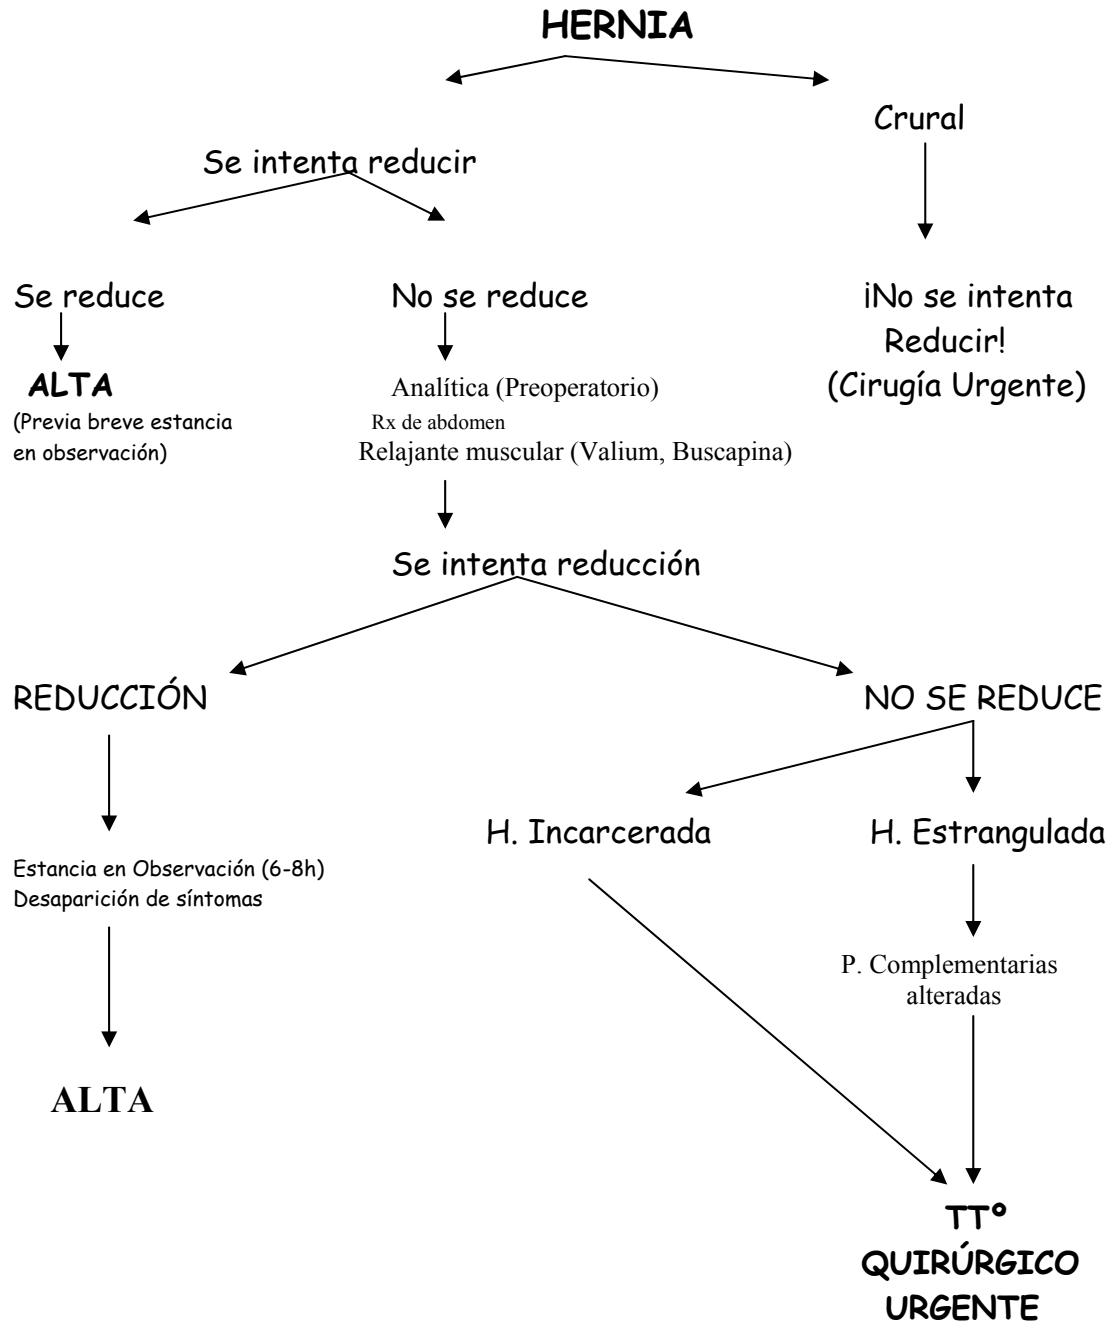 HERNIA
Crural
Se intenta reducir
Se reduce
No se reduce
¡No se intenta
Reducir!
(Cirugía Urgente)
ALTA
(Previa breve estancia
en observación)
Analítica (Preoperatorio)
Rx de abdomen
Relajante muscular (Valium, Buscapina)
Se intenta reducción
REDUCCIÓN
NO SE REDUCE
H. Incarcerada
H. Estrangulada
Estancia en Observación (6-8h)
Desaparición de síntomas
P. Complementarias
alteradas
ALTA
TTº
QUIRÚRGICO
URGENTE